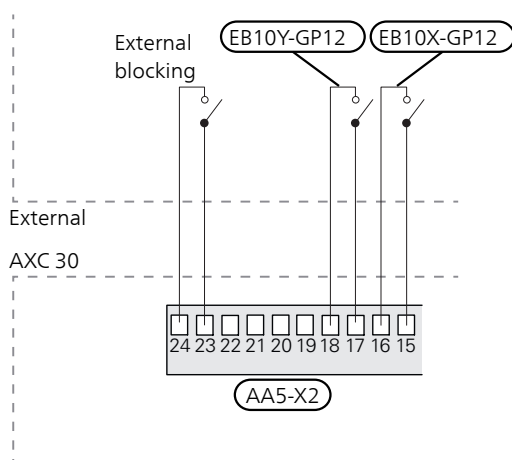 External
blocking
EB10Y-GP12
EB10X-GP12
External
AXC 30
24 23 22 21 20 19 18 17 16 15
AA5-X2